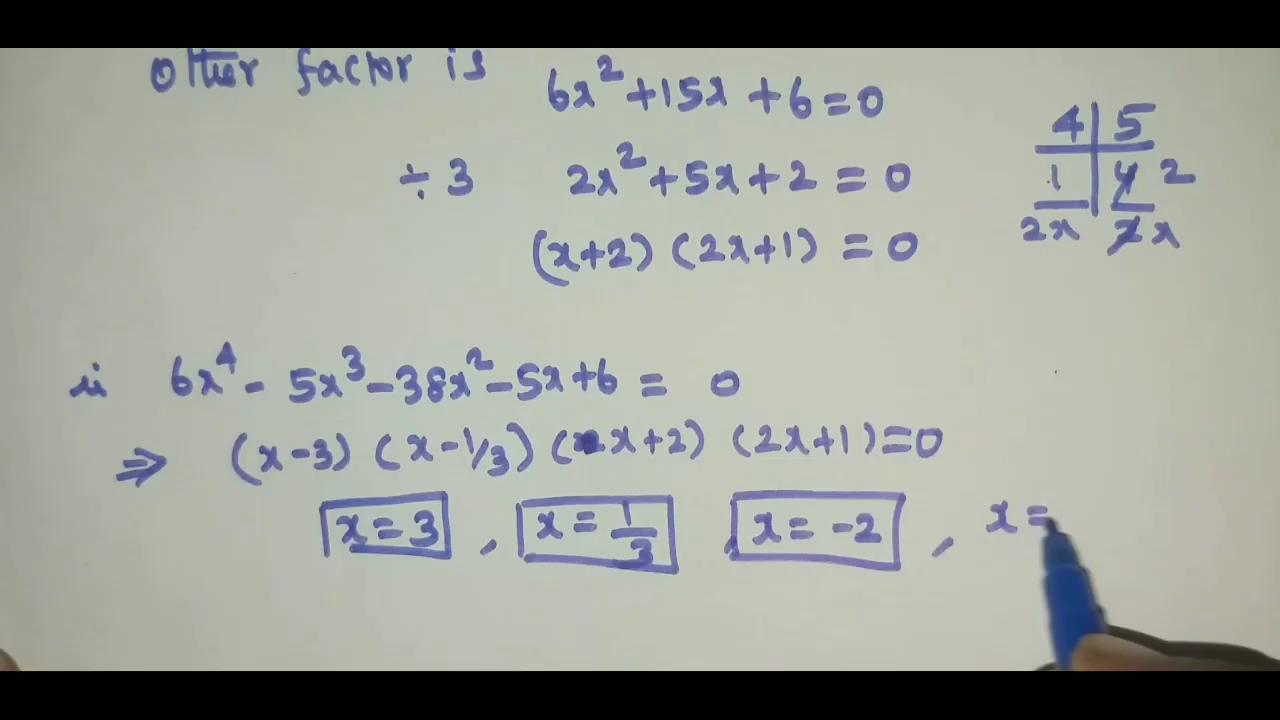 Other factor is 6x² + 15x + 6 = 0
÷ 3 2x² + 5x + 2 = 0
(x+2) (2x+1) = 0
4 | 5
1 | 4 2
2x | 2 x
ii 6x⁴ - 5x³ - 38x² - 5x + 6 = 0
⇒ (x-3) (x-1/3) (x+2) (2x+1) = 0
x = 3 , x = 1/3 x = -2 , x =